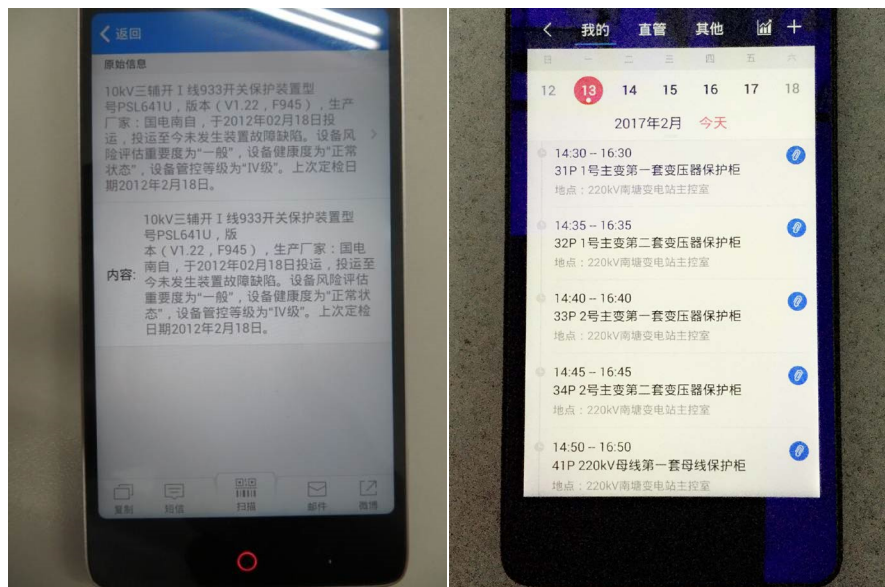 返回
原始信息
10kV三辅开Ⅰ线933开关保护装置型
号PSL641U，版本（V1.22，F945），生产
厂家：国电南自，于2012年02月18日投
运，投运至今未发生装置故障缺陷。设备风
险评估重要度为“一般”，设备健康度为“正常
状态”，设备管控等级为“IV级”。上次定检日
期2012年2月18日。
内容:
10kV三辅开Ⅰ线933开关保护装置型
号PSL641U，版
本（V1.22，F945），生产厂家：国电
南自，于2012年02月18日投运，投运至
今未发生装置故障缺陷。设备风险评估
重要度为“一般”，设备健康度为“正常状
态”，设备管控等级为“IV级”。上次定检
日期2012年2月18日。
复制 短信 扫描 邮件 微博
我的 直管 其他
日 一 二 三 四 五 六
12 13 14 15 16 17 18
2017年2月 今天
14:30 -- 16:30
31P 1号主变第一套变压器保护柜
地点：220kV南塘变电站主控室
14:35 -- 16:35
32P 1号主变第二套变压器保护柜
地点：220kV南塘变电站主控室
14:40 -- 16:40
33P 2号主变第一套变压器保护柜
地点：220kV南塘变电站主控室
14:45 -- 16:45
34P 2号主变第二套变压器保护柜
地点：220kV南塘变电站主控室
14:50 -- 16:50
41P 220kV母线第一套母线保护柜
地点：220kV南塘变电站主控室